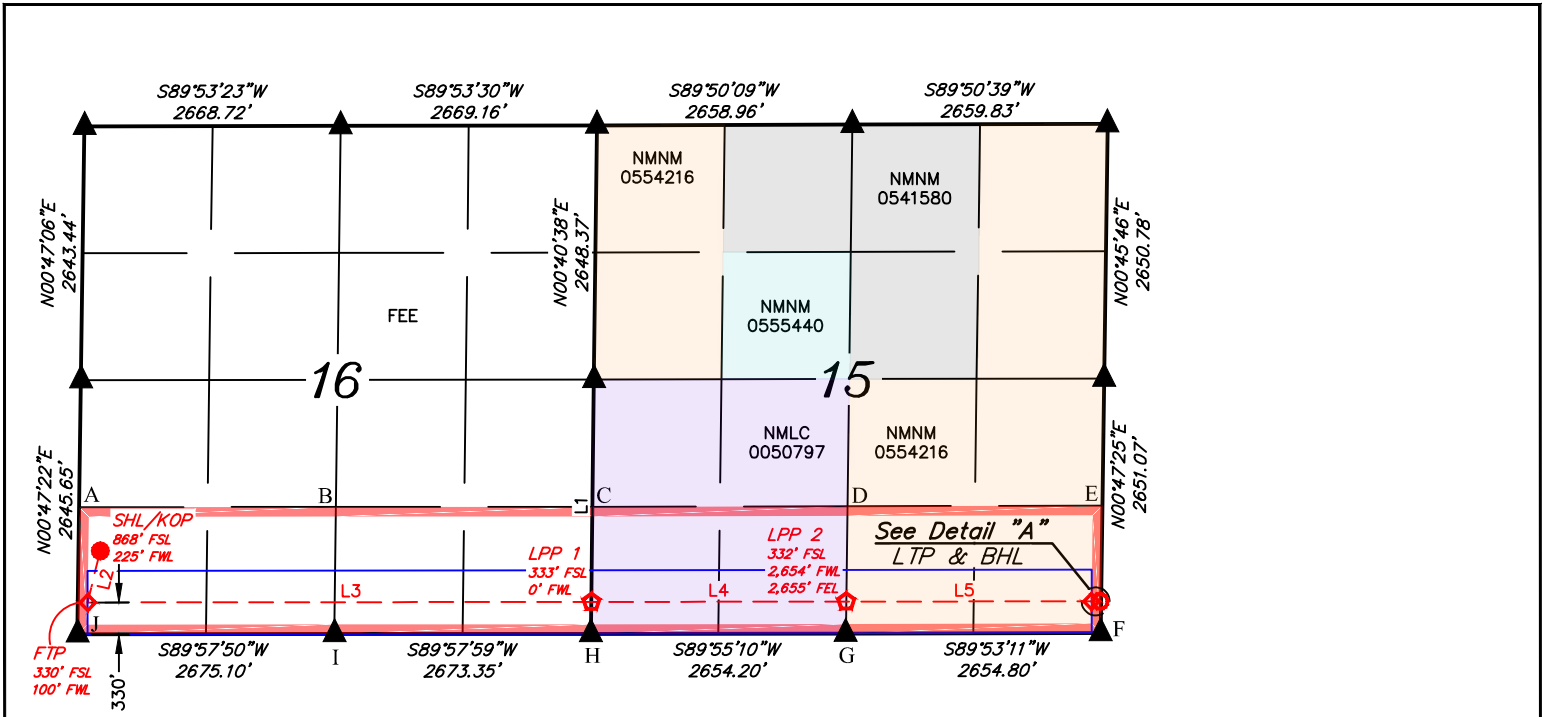 S89°53'23"W
2668.72'
S89°53'30"W
2669.16'
S89°50'09"W
2658.96'
S89°50'39"W
2659.83'
N00°47'06"E
2643.44'
N00°40'38"E
2648.37'
NMNM
0554216
NMNM
0541580
N00°45'46"E
2650.78'
FEE
NMNM
0555440
16
15
N00°47'22"E
2645.65'
NMLC
0050797
NMNM
0554216
N00°47'25"E
2651.07'
A
B
L1
C
D
E
SHL/KOP
868' FSL
225' FWL
L2
LPP 1
333' FSL
0' FWL
LPP 2
332' FSL
2,654' FWL
2,655' FEL
See Detail "A"
LTP & BHL
L3
L4
L5
J
I
H
G
F
FTP
330' FSL
100' FWL
330'
S89°57'50"W
2675.10'
S89°57'59"W
2673.35'
S89°55'10"W
2654.20'
S89°53'11"W
2654.80'